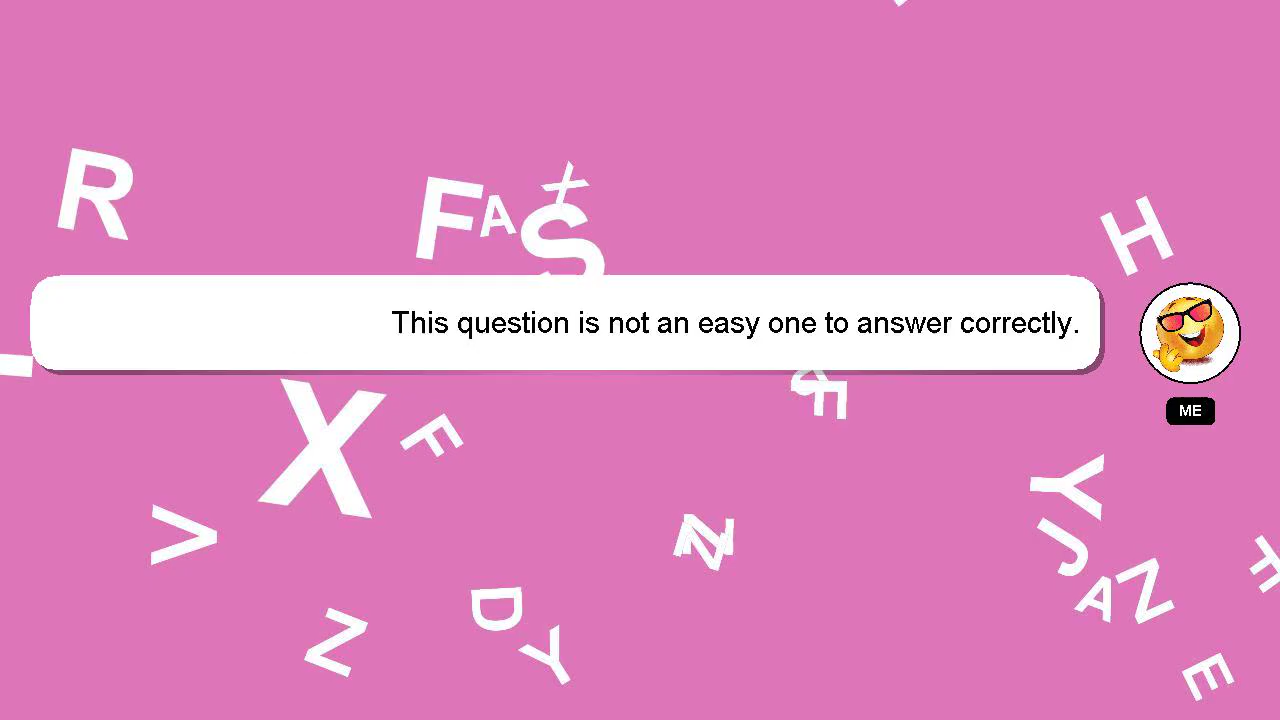 R
F
A
X
S
H
This question is not an easy one to answer correctly.
ME
X
F
F
Y
V
N
J
A
Z
F
D
Y
N
E